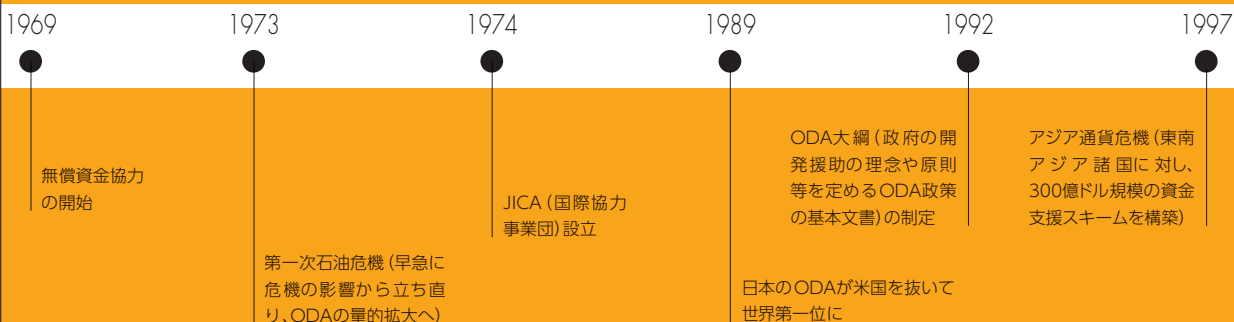 1969
1973
1974
1989
1992
1997
無償資金協力
の開始
第一次石油危機(早急に
危機の影響から立ち直
り、ODAの量的拡大へ)
JICA(国際協力
事業団)設立
日本のODAが米国を抜いて
世界第一位に
ODA大綱(政府の開
発援助の理念や原則
等を定めるODA政策
の基本文書)の制定
アジア通貨危機(東南
アジア諸国に対し、
300億ドル規模の資金
支援スキームを構築)